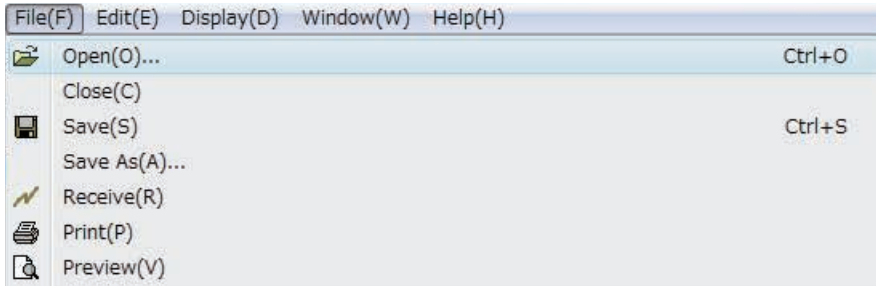 File(F) Edit(E) Display(D) Window(W) Help(H)
Open(O)... Ctrl+O
Close(C)
Save(S) Ctrl+S
Save As(A)...
Receive(R)
Print(P)
Preview(V)